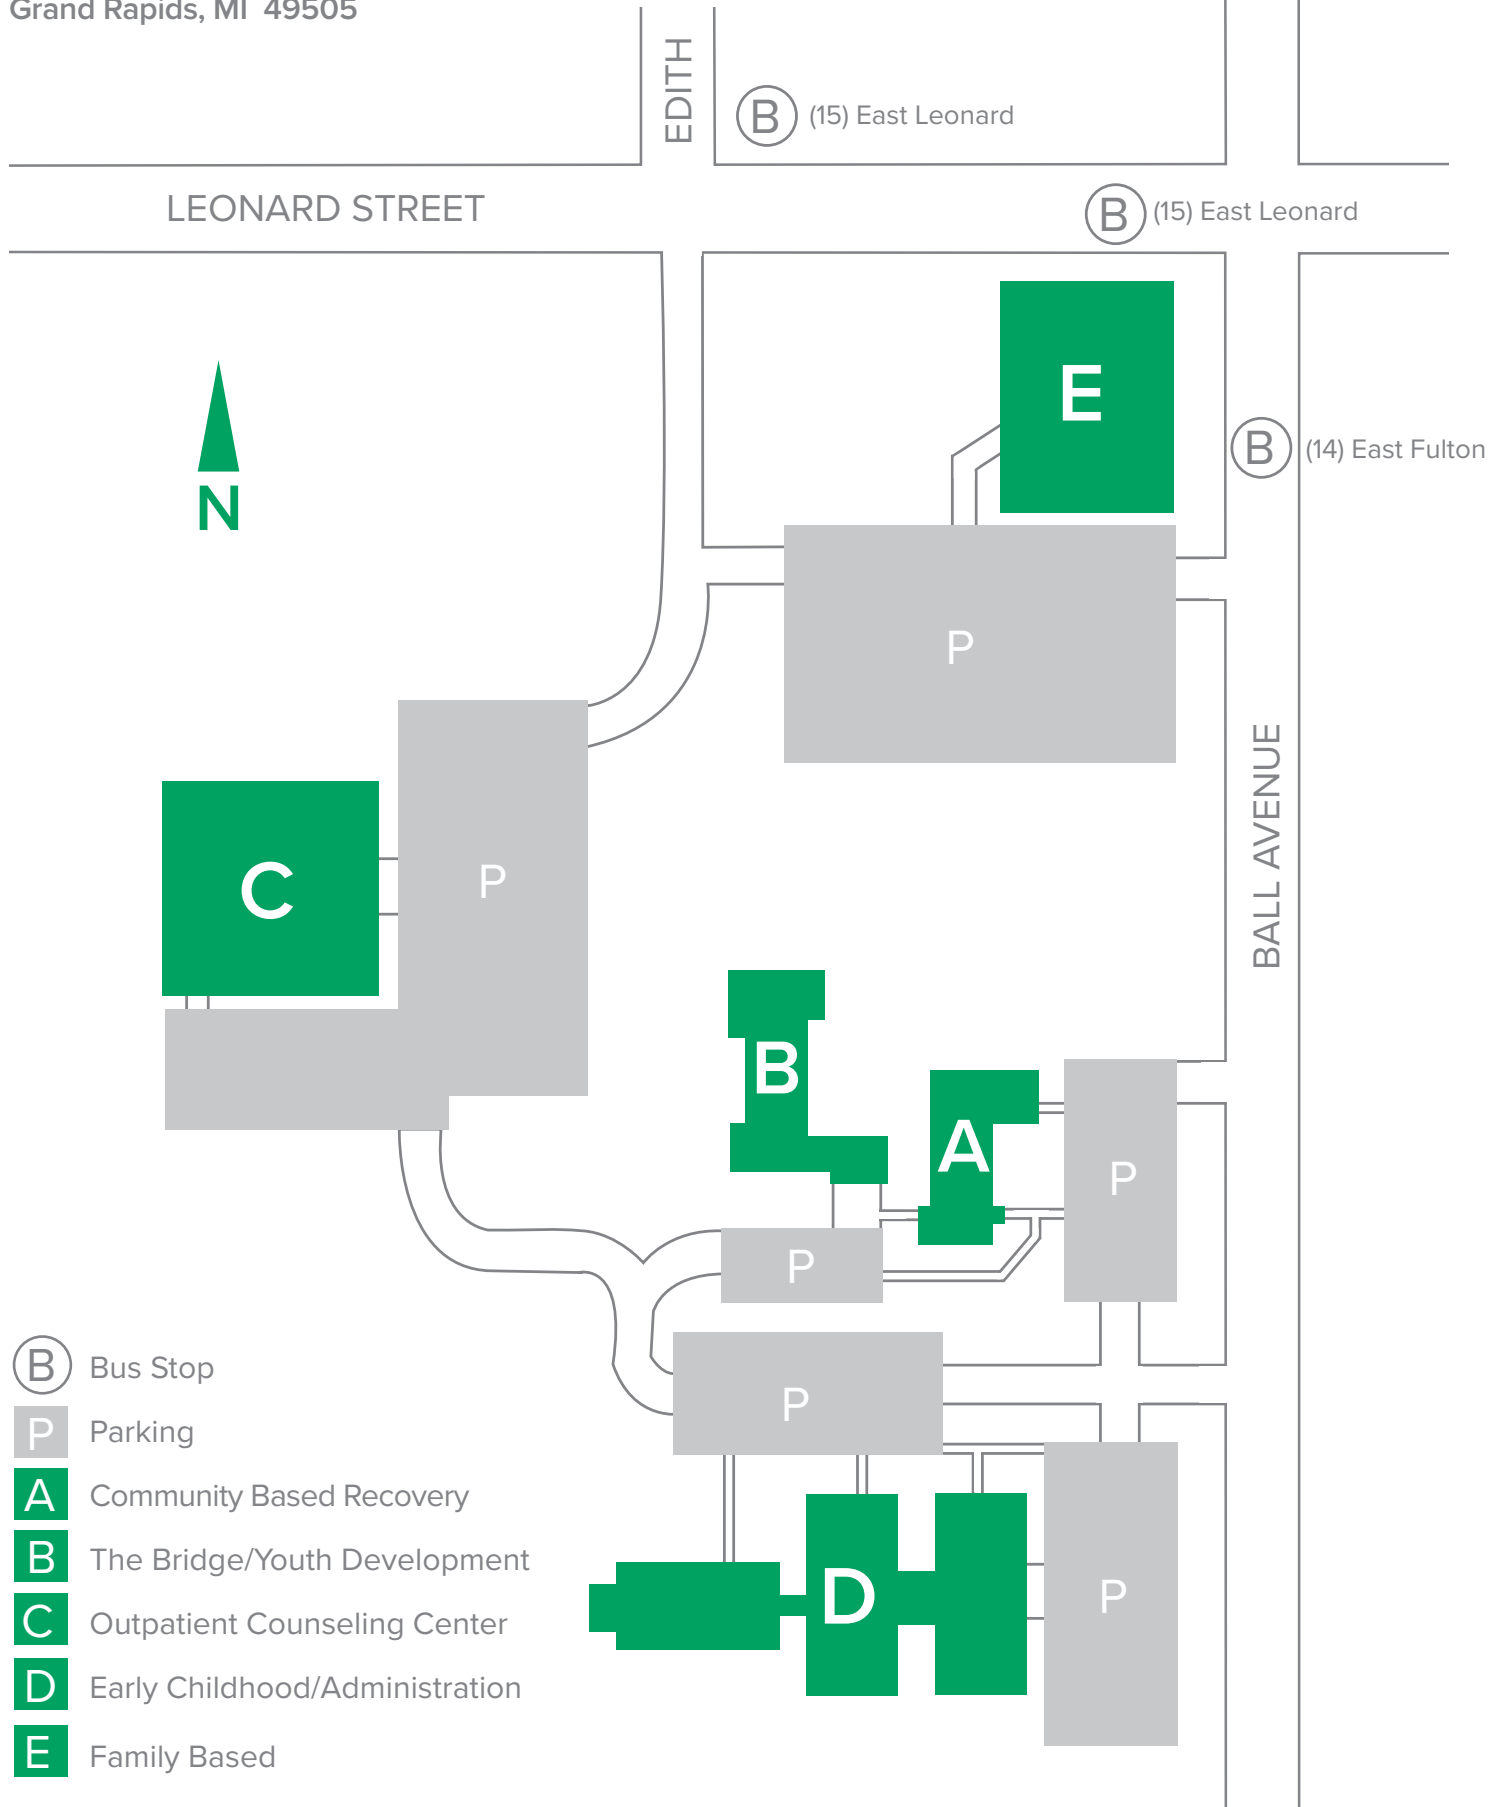 Grand Rapids, MI 49505
EDITH
B (15) East Leonard
LEONARD STREET
B (15) East Leonard
E
B (14) East Fulton
N
P
BALL AVENUE
C
P
B
A
P
P
P
D
P
B Bus Stop
P Parking
A Community Based Recovery
B The Bridge/Youth Development
C Outpatient Counseling Center
D Early Childhood/Administration
E Family Based